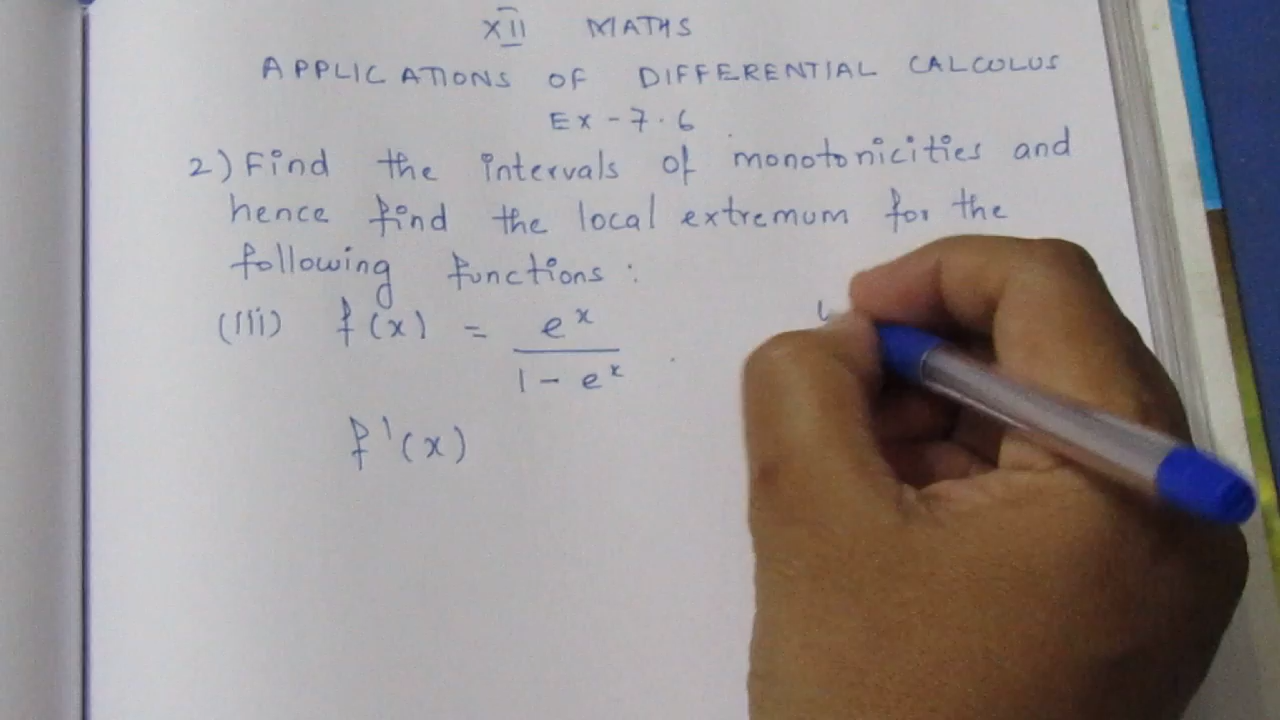 XII MATHS
APPLICATIONS OF DIFFERENTIAL CALCULUS
Ex - 7.6
2) Find the intervals of monotonicities and
hence find the local extremum for the
following functions :
(iii) f(x) = e^x / 1 - e^x
f'(x)